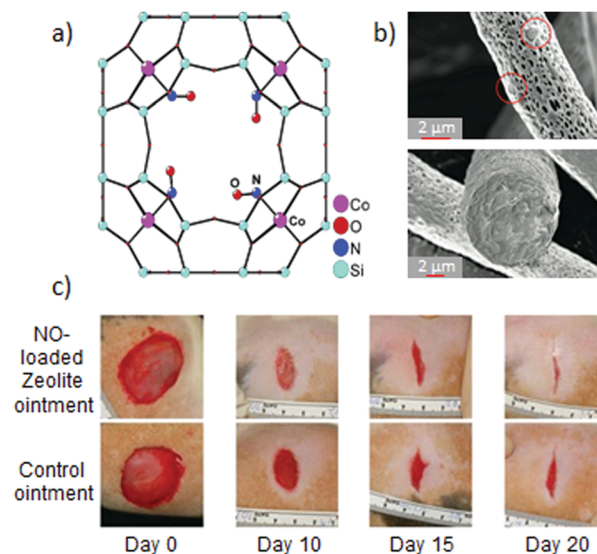 a)
b)
O N
Co
Co
O
N
Si
2 µm
2 µm
c)
NO-
loaded
Zeolite
ointment
Control
ointment
Day 0 Day 10 Day 15 Day 20